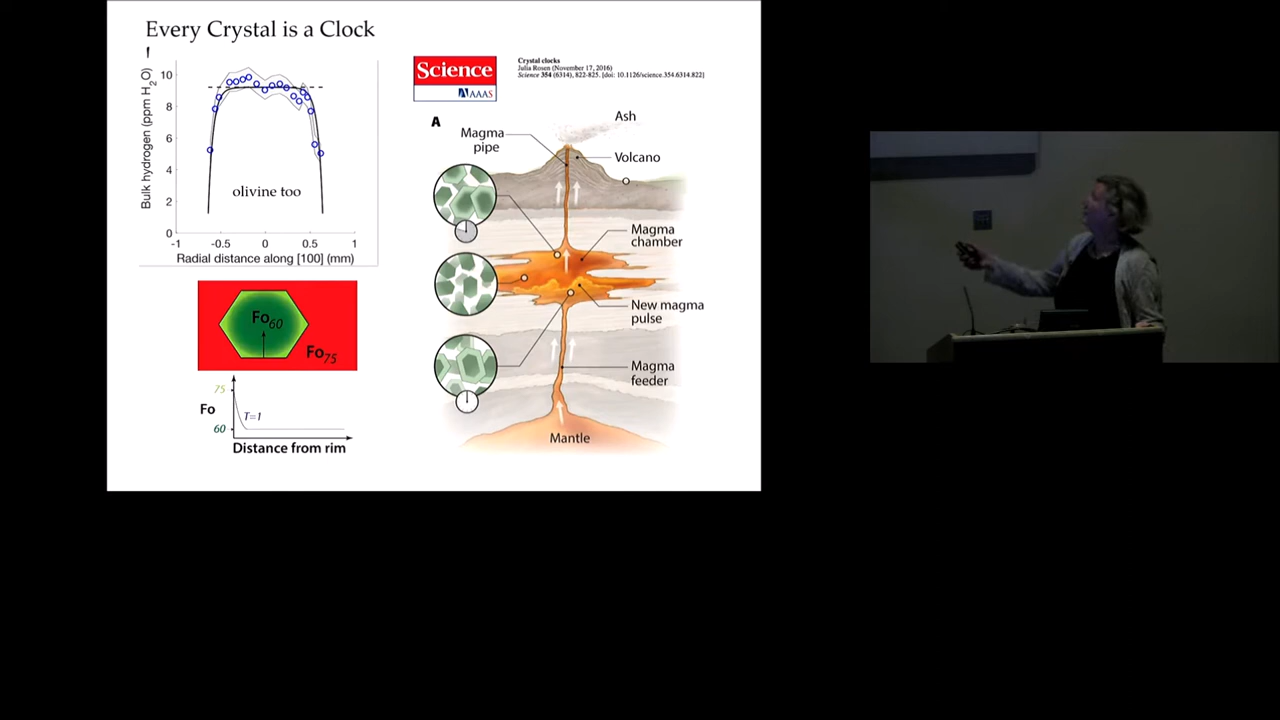 Every Crystal is a Clock
Bulk hydrogen (ppm H2O)
10
8
6
4
2
0
olivine too
-1 -0.5 0 0.5 1
Radial distance along [100] (mm)
Fo60
Fo75
75
Fo
T=1
60
Distance from rim
Science
AAAS
Crystal clocks
Julia Rosen (November 17, 2016)
Science 354 (6314), 822-825. [doi: 10.1126/science.354.6314.822]
A
Ash
Magma
pipe
Volcano
Magma
chamber
New magma
pulse
Magma
feeder
Mantle